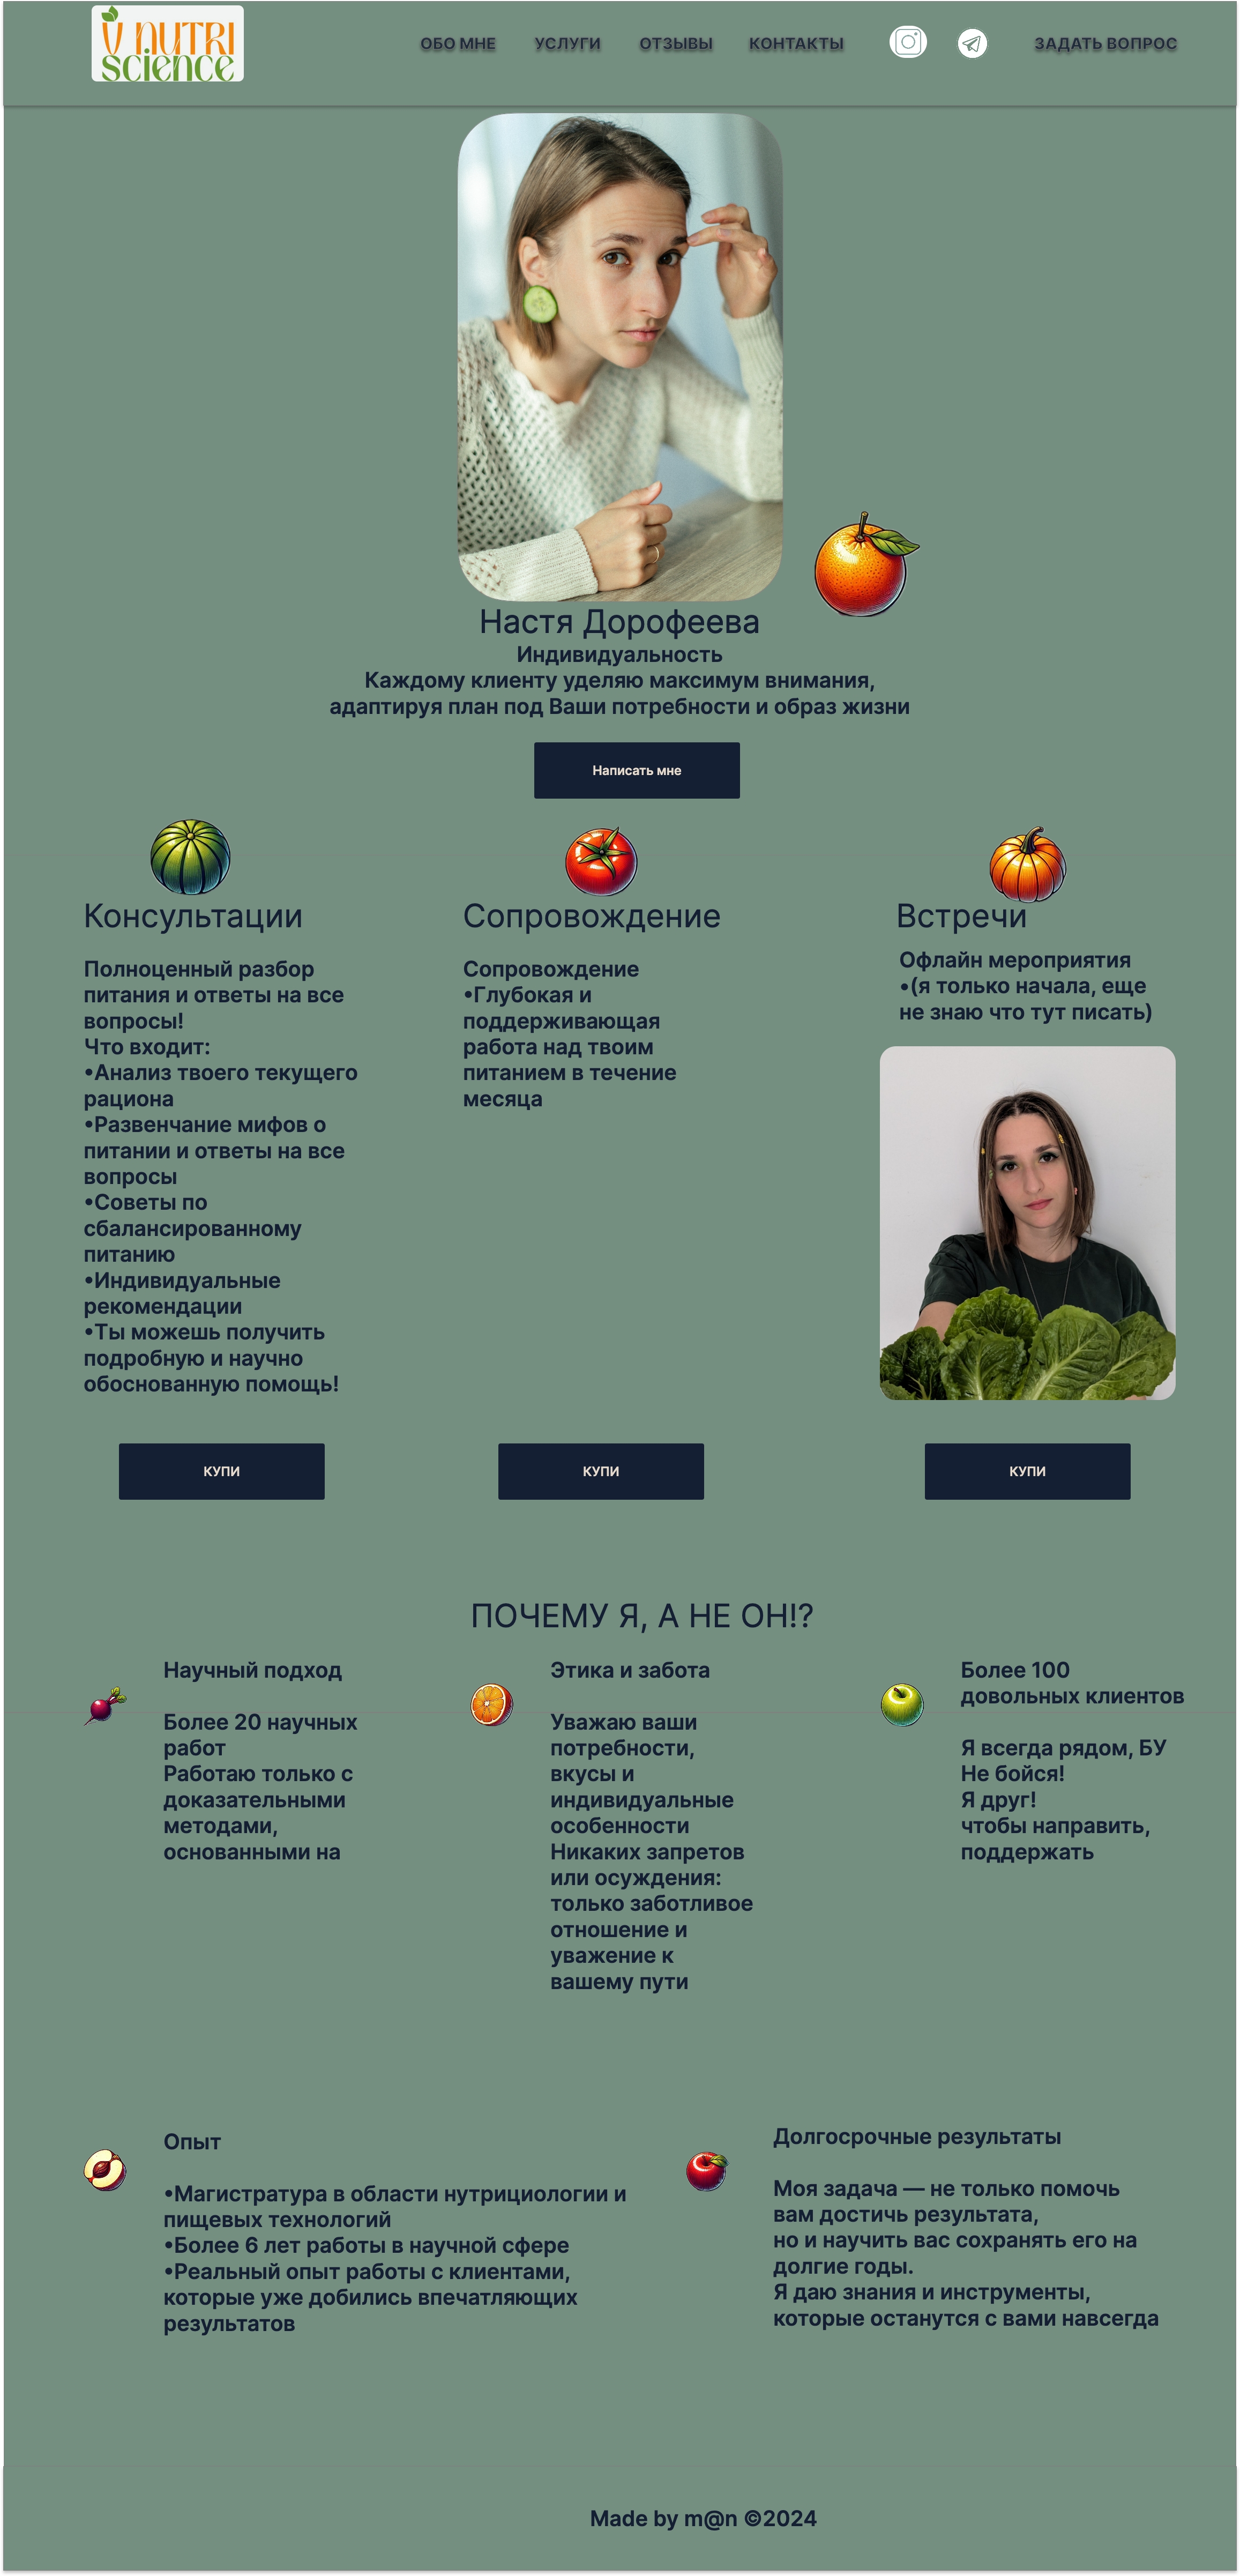 V NUTRI
science
ОБО МНЕ
УСЛУГИ
ОТЗЫВЫ
КОНТАКТЫ
ЗАДАТЬ ВОПРОС
Настя Дорофеева
Индивидуальность
Каждому клиенту уделяю максимум внимания,
адаптируя план под Ваши потребности и образ жизни
Написать мне
Консультации
Полноценный разбор
питания и ответы на все
вопросы!
Что входит:
•Анализ твоего текущего
рациона
•Развенчание мифов о
питании и ответы на все
вопросы
•Советы по
сбалансированному
питанию
•Индивидуальные
рекомендации
•Ты можешь получить
подробную и научно
обоснованную помощь!
КУПИ
Сопровождение
Сопровождение
•Глубокая и
поддерживающая
работа над твоим
питанием в течение
месяца
КУПИ
Встречи
Офлайн мероприятия
•(я только начала, еще
не знаю что тут писать)
КУПИ
ПОЧЕМУ Я, А НЕ ОН!?
Научный подход
Более 20 научных
работ
Работаю только с
доказательными
методами,
основанными на
Этика и забота
Уважаю ваши
потребности,
вкусы и
индивидуальные
особенности
Никаких запретов
или осуждения:
только заботливое
отношение и
уважение к
вашему пути
Более 100
довольных клиентов
Я всегда рядом, БУ
Не бойся!
Я друг!
чтобы направить,
поддержать
Опыт
•Магистратура в области нутрициологии и
пищевых технологий
•Более 6 лет работы в научной сфере
•Реальный опыт работы с клиентами,
которые уже добились впечатляющих
результатов
Долгосрочные результаты
Моя задача — не только помочь
вам достичь результата,
но и научить вас сохранять его на
долгие годы.
Я даю знания и инструменты,
которые останутся с вами навсегда
Made by m@n ©2024